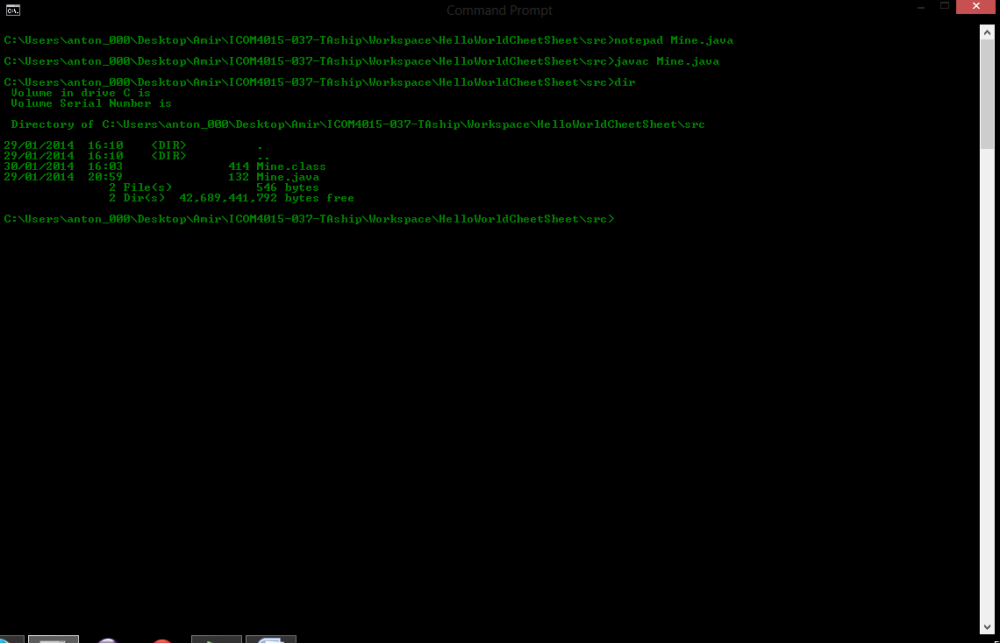 Command Prompt
C:\Users\anton_000\Desktop\Amir\ICOM4015-037-TAship\Workspace\HelloWorldCheetSheet\src>notepad Mine.java
C:\Users\anton_000\Desktop\Amir\ICOM4015-037-TAship\Workspace\HelloWorldCheetSheet\src>javac Mine.java
C:\Users\anton_000\Desktop\Amir\ICOM4015-037-TAship\Workspace\HelloWorldCheetSheet\src>dir
 Volume in drive C is
 Volume Serial Number is
 Directory of C:\Users\anton_000\Desktop\Amir\ICOM4015-037-TAship\Workspace\HelloWorldCheetSheet\src
29/01/2014  16:10    <DIR>          .
29/01/2014  16:10    <DIR>          ..
30/01/2014  16:03               414 Mine.class
29/01/2014  20:59               132 Mine.java
               2 File(s)            546 bytes
               2 Dir(s)  42,689,441,792 bytes free
C:\Users\anton_000\Desktop\Amir\ICOM4015-037-TAship\Workspace\HelloWorldCheetSheet\src>